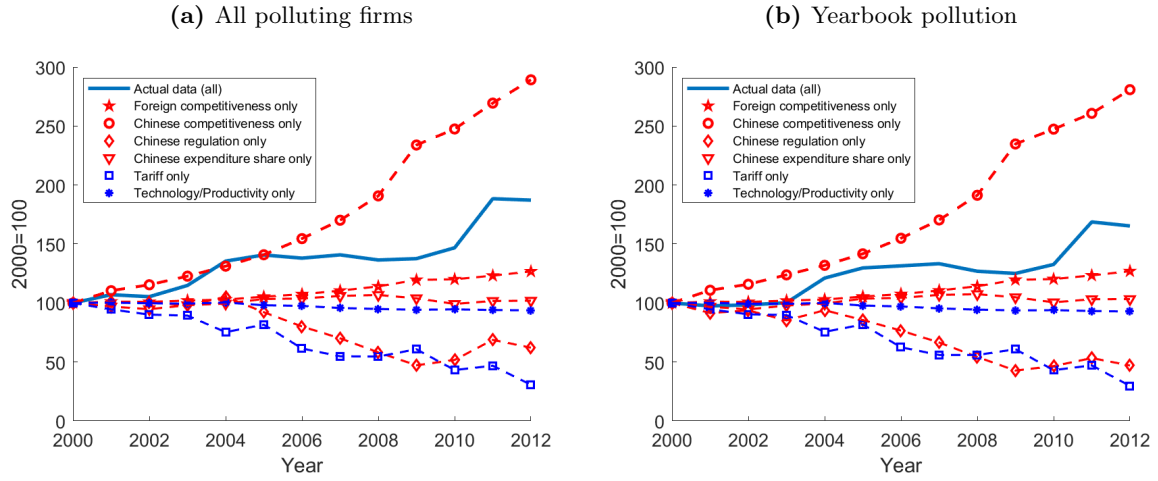 (a) All polluting firms
300
250
200
150
100
50
0
2000=100
Actual data (all)
Foreign competitiveness only
Chinese competitiveness only
Chinese regulation only
Chinese expenditure share only
Tariff only
Technology/Productivity only
2000 2002 2004 2006 2008 2010 2012
Year
(b) Yearbook pollution
300
250
200
150
100
50
0
2000=100
Actual data (all)
Foreign competitiveness only
Chinese competitiveness only
Chinese regulation only
Chinese expenditure share only
Tariff only
Technology/Productivity only
2000 2002 2004 2006 2008 2010 2012
Year